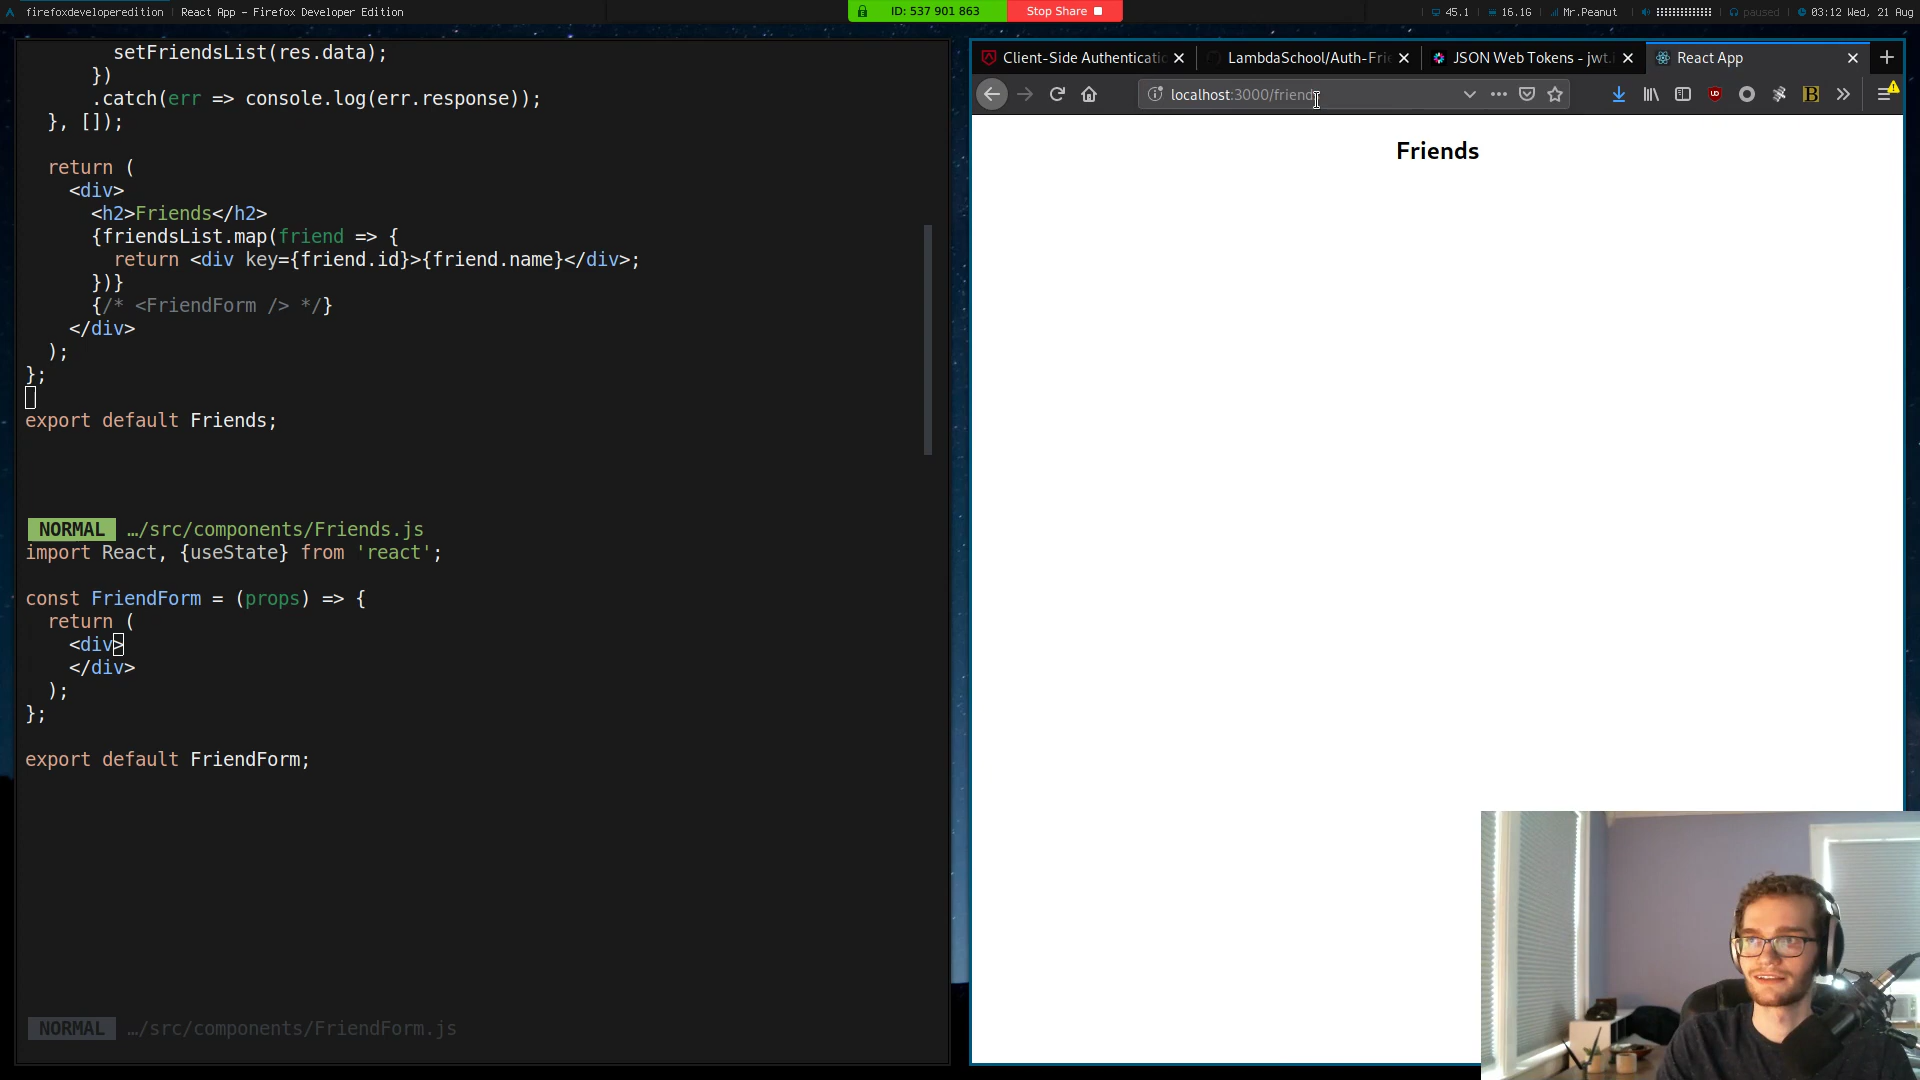 firefoxdeveloperedition
React App - Firefox Developer Edition
ID: 537 901 863
Stop Share
45.1
16.1G
Mr.Peanut
paused
03:12 Wed, 21 Aug
setFriendsList(res.data);
})
.catch(err => console.log(err.response));
}, []);
return (
<div>
<h2>Friends</h2>
{friendsList.map(friend => {
return <div key={friend.id}>{friend.name}</div>;
})}
{/* <FriendForm /> */}
</div>
);
};
export default Friends;
NORMAL …/src/components/Friends.js
import React, {useState} from 'react';
const FriendForm = (props) => {
return (
<div>
</div>
);
};
export default FriendForm;
NORMAL …/src/components/FriendForm.js
Client-Side Authenticati
LambdaSchool/Auth-Frie
JSON Web Tokens - jwt.i
React App
localhost:3000/friends
Friends